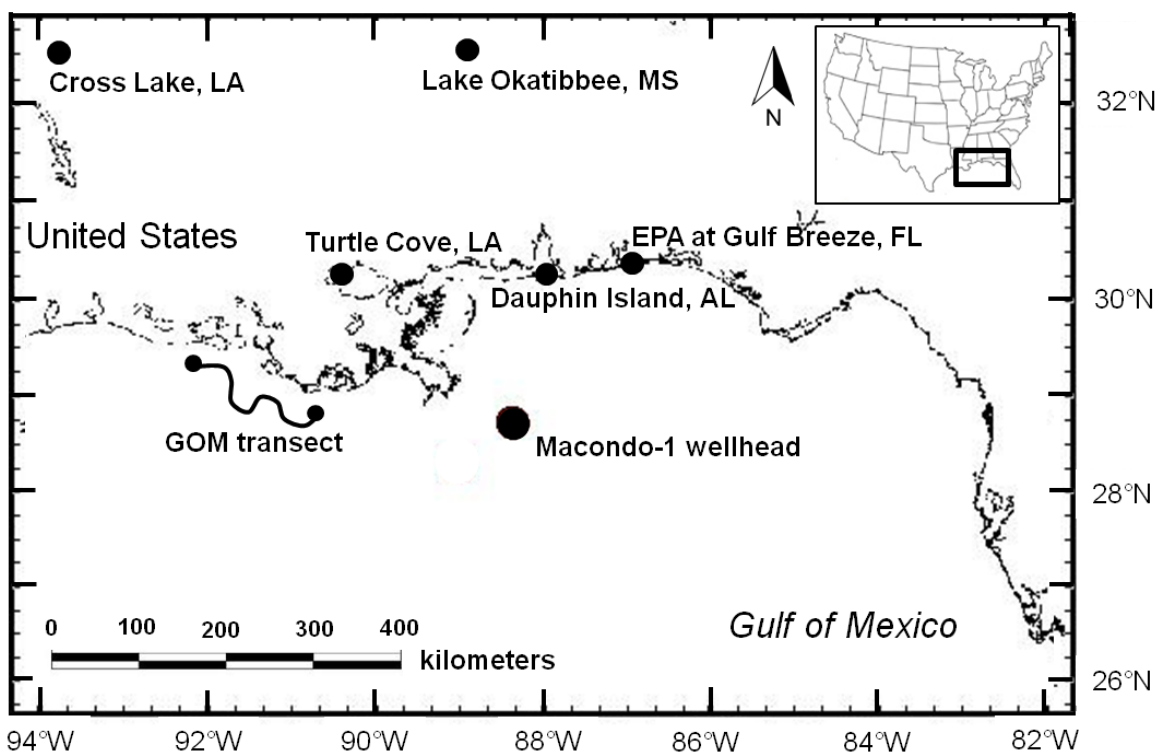 Cross Lake, LA
Lake Okatibbee, MS
N
32°N
United States
Turtle Cove, LA
EPA at Gulf Breeze, FL
Dauphin Island, AL
30°N
GOM transect
Macondo-1 wellhead
28°N
Gulf of Mexico
0 100 200 300 400
kilometers
26°N
94°W 92°W 90°W 88°W 86°W 84°W 82°W